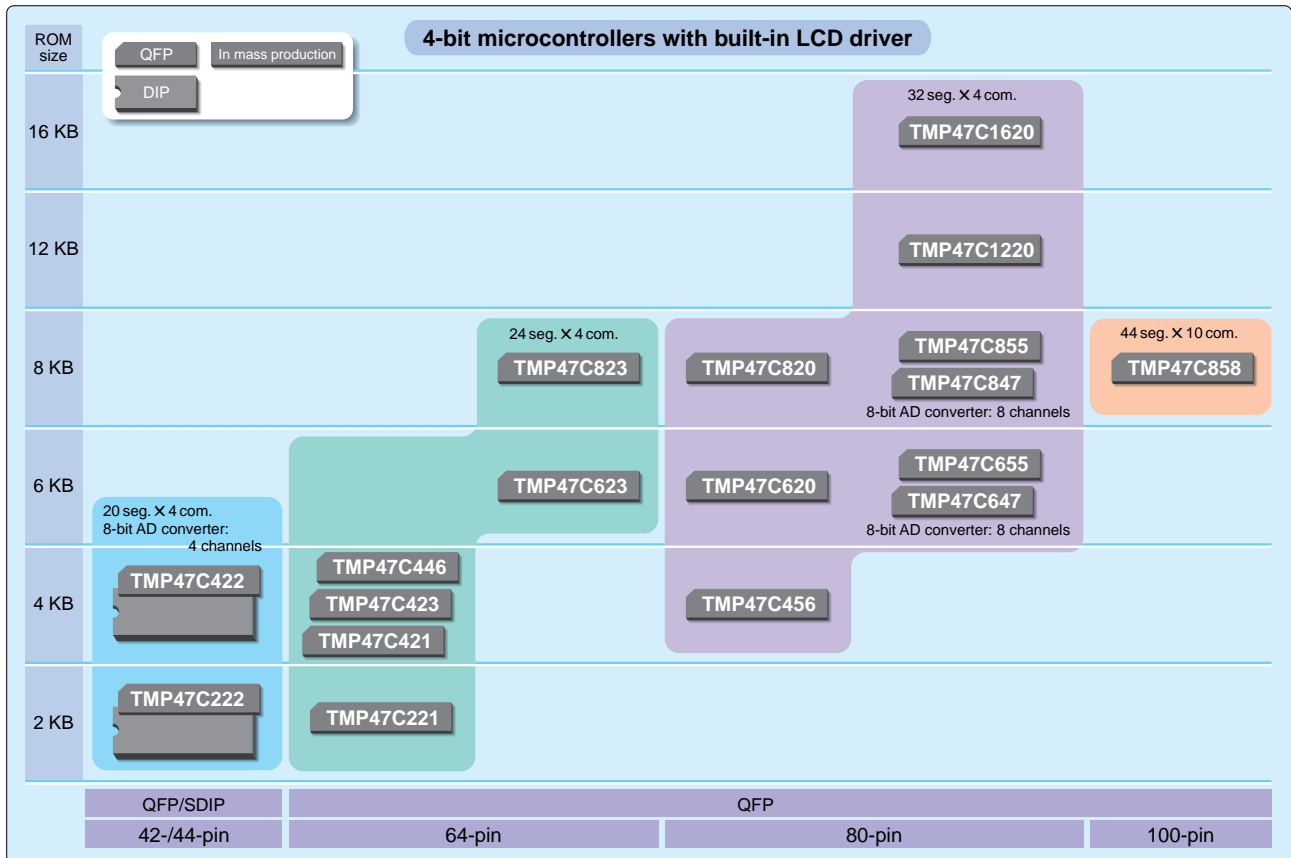 4-bit microcontrollers with built-in LCD driver
ROM
size
QFP
In mass production
DIP
16 KB
32 seg. X 4 com.
TMP47C1620
12 KB
TMP47C1220
8 KB
24 seg. X 4 com.
TMP47C823
TMP47C820
TMP47C855
TMP47C847
8-bit AD converter: 8 channels
44 seg. X 10 com.
TMP47C858
6 KB
TMP47C623
TMP47C620
TMP47C655
TMP47C647
8-bit AD converter: 8 channels
20 seg. X 4 com.
8-bit AD converter:
4 channels
4 KB
TMP47C422
TMP47C446
TMP47C423
TMP47C421
TMP47C456
2 KB
TMP47C222
TMP47C221
QFP/SDIP
QFP
42-/44-pin
64-pin
80-pin
100-pin